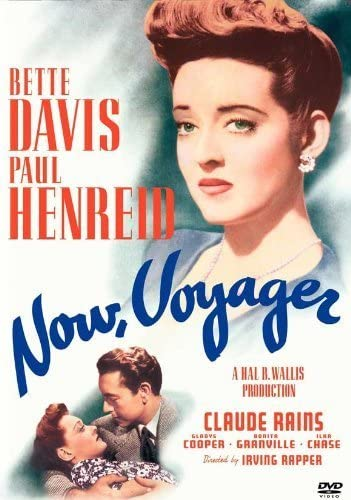 BETTE
DAVIS
PAUL
HENREID
Now, Voyager
A HAL B. WALLIS
PRODUCTION
CLAUDE RAINS
GLADYS COOPER · BONITA GRANVILLE · ILKA CHASE
Directed by IRVING RAPPER
DVD
VIDEO